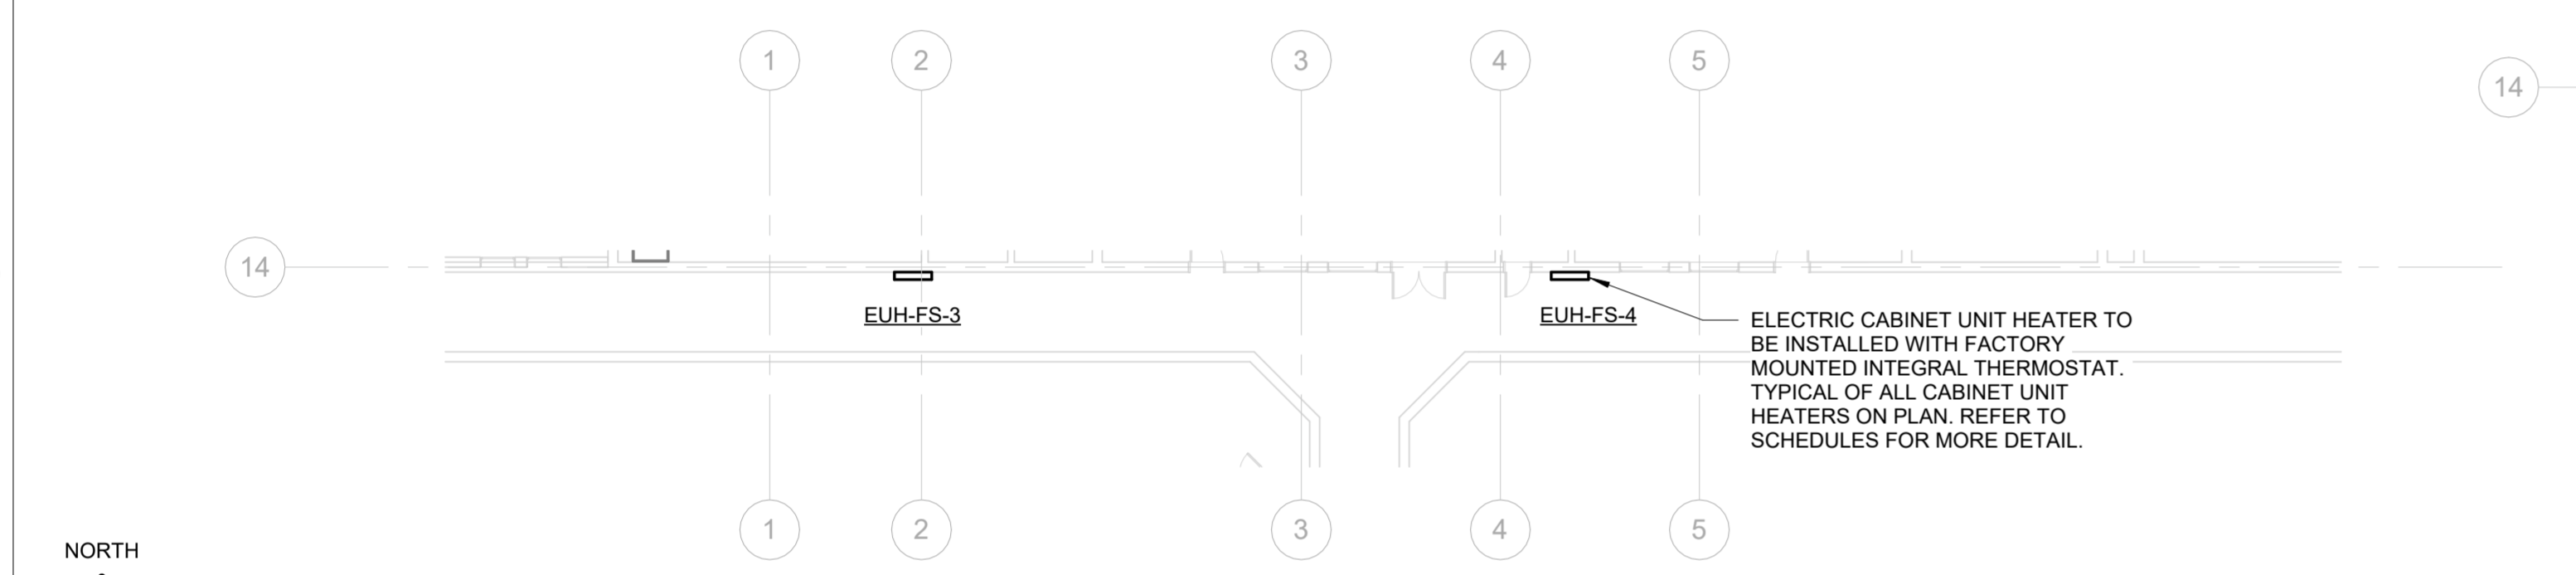 1 2 3 4 5
14
14
EUH-FS-3 EUH-FS-4
ELECTRIC CABINET UNIT HEATER TO
BE INSTALLED WITH FACTORY
MOUNTED INTEGRAL THERMOSTAT.
TYPICAL OF ALL CABINET UNIT
HEATERS ON PLAN. REFER TO
SCHEDULES FOR MORE DETAIL.
1 2 3 4 5
NORTH